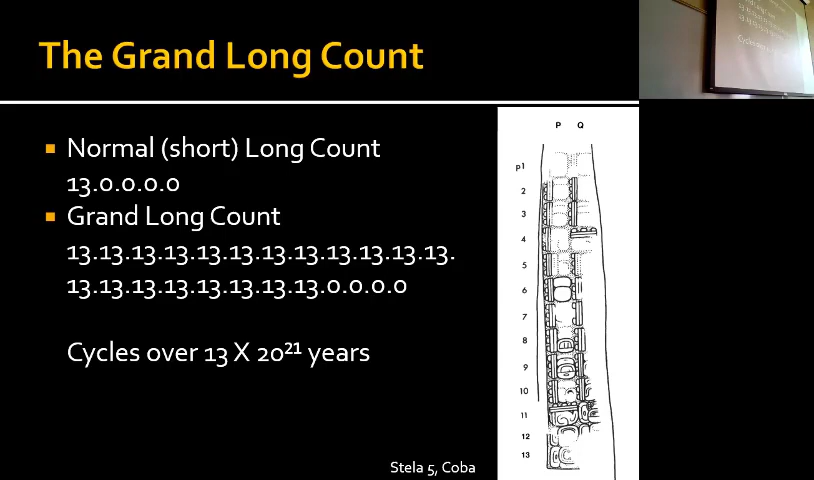 The Grand Long Count
Normal (short) Long Count
13.0.0.0.0
Grand Long Count
13.13.13.13.13.13.13.13.13.13.13.13.
13.13.13.13.13.13.13.13.0.0.0.0
Cycles over 13 X 20²¹ years
Stela 5, Coba
P Q
p1
2
3
4
5
6
7
8
9
10
11
12
13